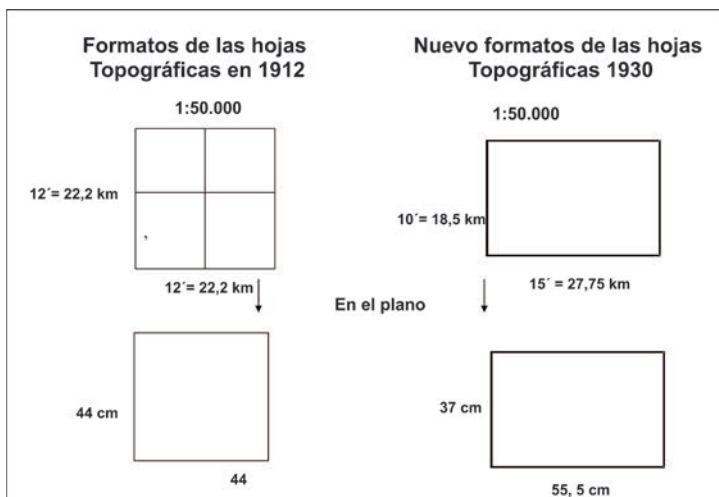 Formatos de las hojas
Topográficas en 1912
1:50.000
12´= 22,2 km
,
12´= 22,2 km
44 cm
44
En el plano
Nuevo formatos de las hojas
Topográficas 1930
1:50.000
10´= 18,5 km
15´ = 27,75 km
37 cm
55, 5 cm